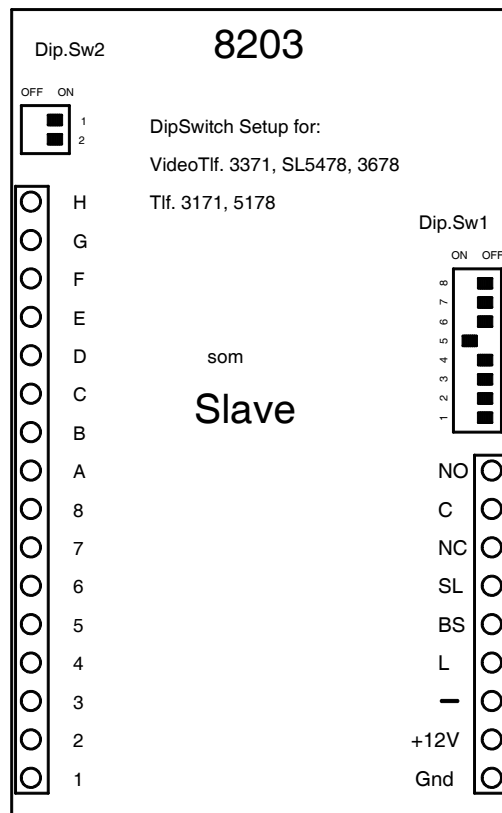 Dip.Sw2
8203
OFF ON
1
2
DipSwitch Setup for:
VideoTlf. 3371, SL5478, 3678
Tlf. 3171, 5178
Dip.Sw1
ON OFF
8
7
6
5
4
3
2
1
som
Slave
H
G
F
E
D
C
B
A
8
7
6
5
4
3
2
1
NO
C
NC
SL
BS
L
–
+12V
Gnd